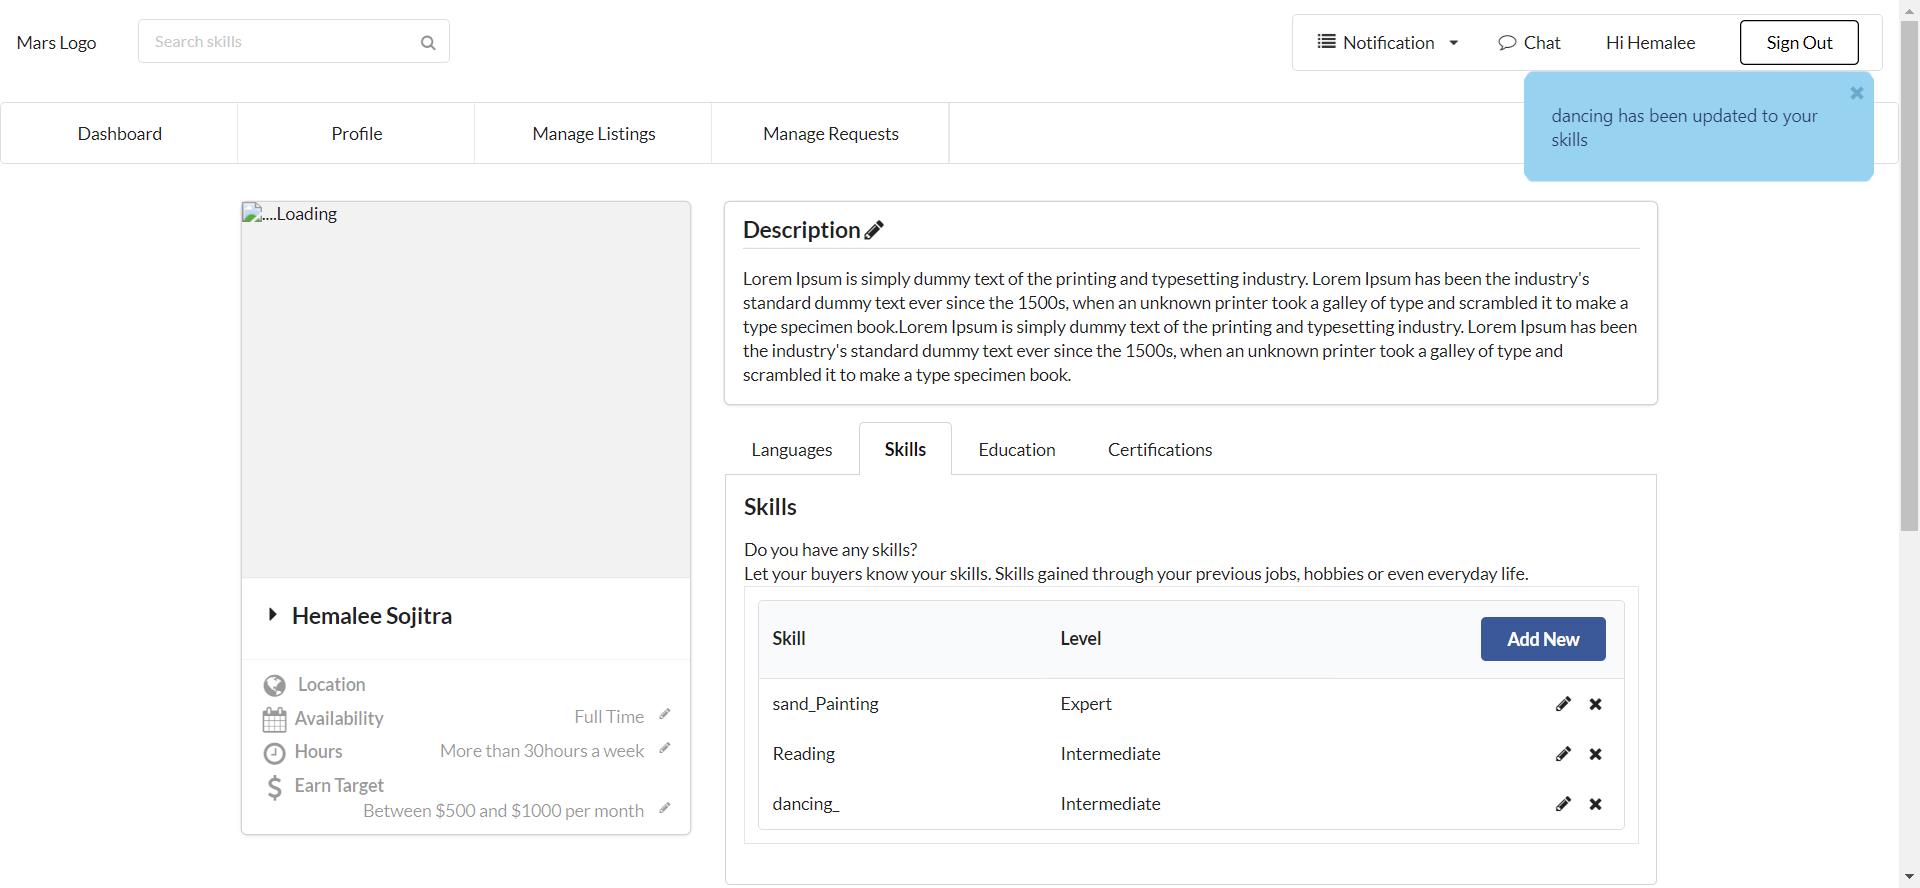 Mars Logo
Search skills
Notification
Chat
Hi Hemalee
Sign Out
Dashboard
Profile
Manage Listings
Manage Requests
dancing has been updated to your
skills
....Loading
Hemalee Sojitra
Location
Availability
Full Time
Hours
More than 30hours a week
Earn Target
Between $500 and $1000 per month
Description
Lorem Ipsum is simply dummy text of the printing and typesetting industry. Lorem Ipsum has been the industry's
standard dummy text ever since the 1500s, when an unknown printer took a galley of type and scrambled it to make a
type specimen book.Lorem Ipsum is simply dummy text of the printing and typesetting industry. Lorem Ipsum has been
the industry's standard dummy text ever since the 1500s, when an unknown printer took a galley of type and
scrambled it to make a type specimen book.
Languages
Skills
Education
Certifications
Skills
Do you have any skills?
Let your buyers know your skills. Skills gained through your previous jobs, hobbies or even everyday life.
Skill
Level
Add New
sand_Painting
Expert
Reading
Intermediate
dancing_
Intermediate